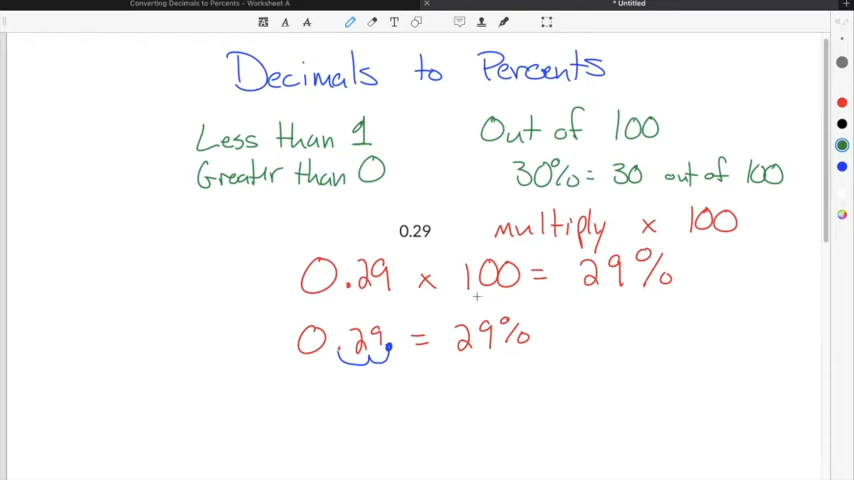 Converting Decimals to Percents - Worksheet A
* Untitled
Decimals to Percents
Less than 1
Greater than 0
Out of 100
30% = 30 out of 100
0.29
multiply x 100
0.29 x 100 = 29%
0.29. = 29%